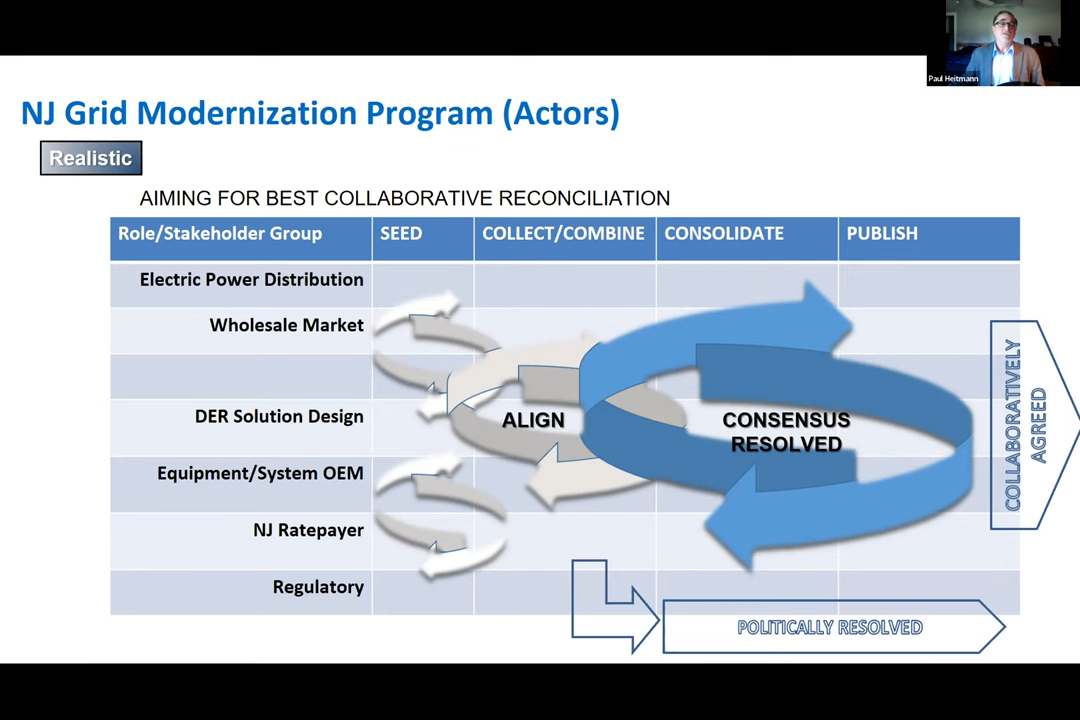 Paul Heitmann
NJ Grid Modernization Program (Actors)
Realistic
AIMING FOR BEST COLLABORATIVE RECONCILIATION
Role/Stakeholder Group SEED COLLECT/COMBINE CONSOLIDATE PUBLISH
Electric Power Distribution
Wholesale Market
DER Solution Design
ALIGN
CONSENSUS
RESOLVED
Equipment/System OEM
NJ Ratepayer
Regulatory
COLLABORATIVELY
AGREED
POLITICALLY RESOLVED